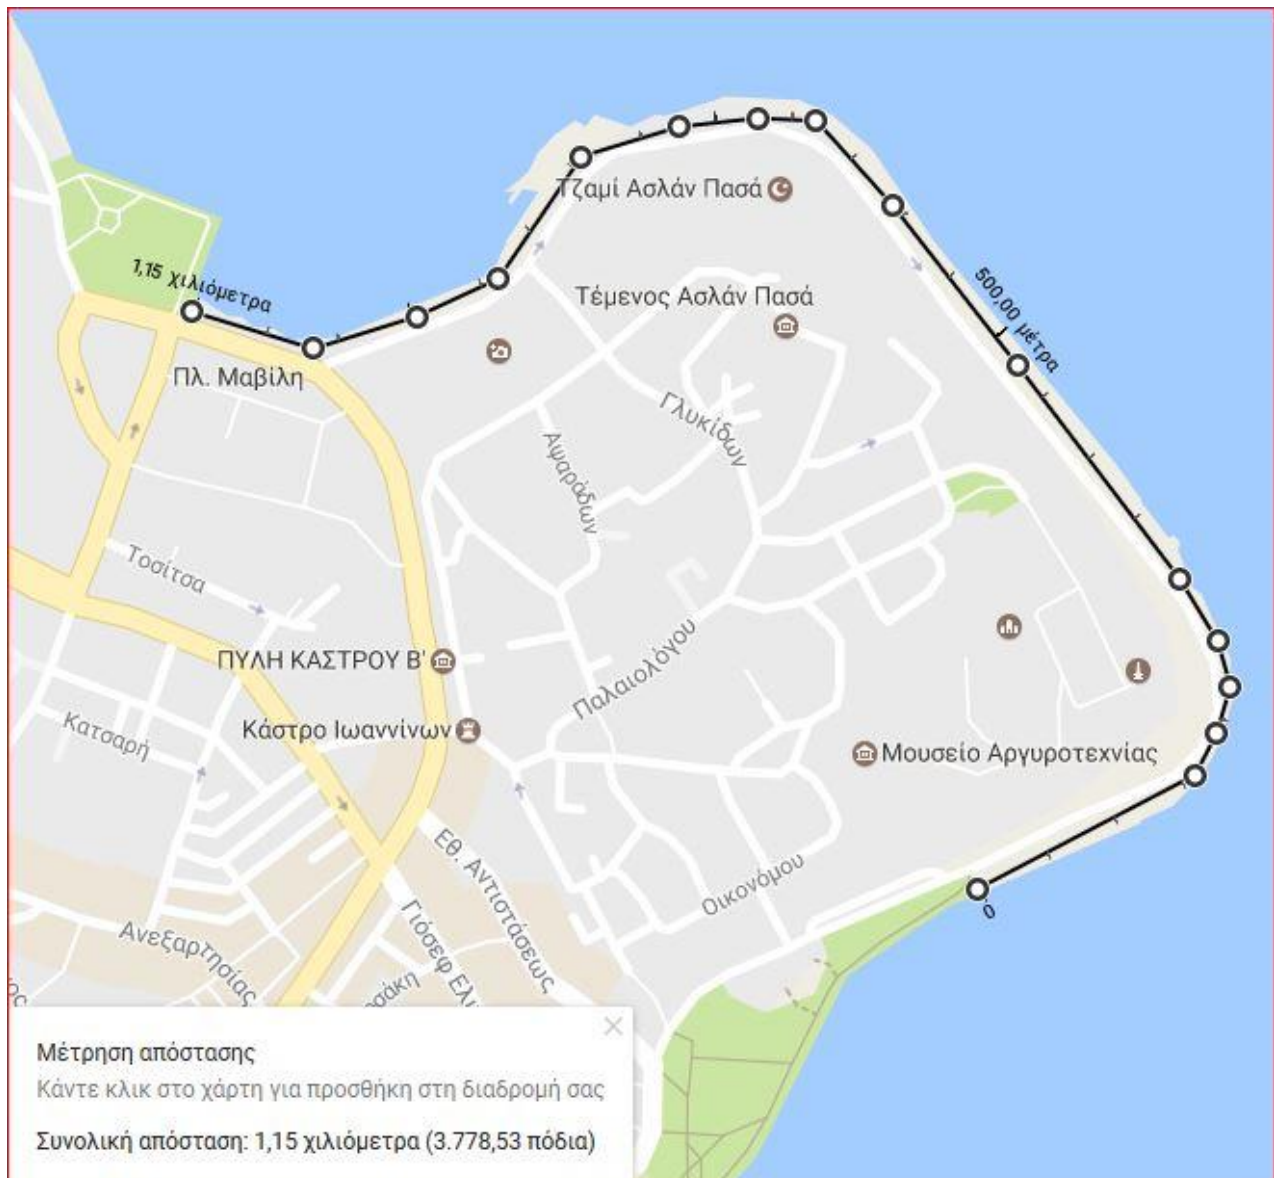 Τζαμί Ασλάν Πασά
1,15 χιλιόμετρα
500,00 μέτρα
Τέμενος Ασλάν Πασά
Πλ. Μαβίλη
Γλυκίδων
Αψαράδων
Τοσίτσα
ΠΥΛΗ ΚΑΣΤΡΟΥ Β'
Παλαιολόγου
Κατσαρή
Κάστρο Ιωαννίνων
Μουσείο Αργυροτεχνίας
Εθ. Αντιστάσεως
Οικονόμου
0
Ανεξαρτησίας
Γιόσεφ Ελι
Μέτρηση απόστασης
Κάντε κλικ στο χάρτη για προσθήκη στη διαδρομή σας
Συνολική απόσταση: 1,15 χιλιόμετρα (3.778,53 πόδια)